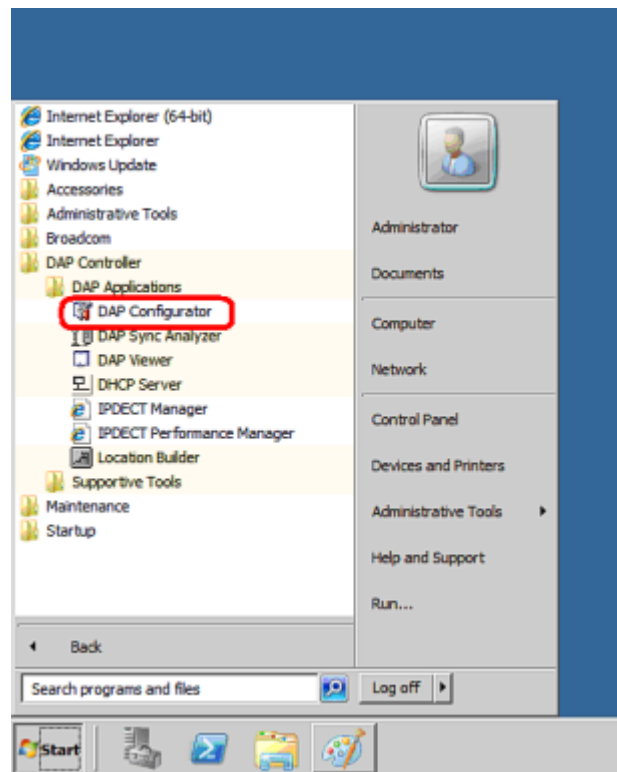 Internet Explorer (64-bit)
Internet Explorer
Windows Update
Accessories
Administrative Tools
Broadcom
DAP Controller
DAP Applications
DAP Configurator
DAP Sync Analyzer
DAP Viewer
DHCP Server
IPDECT Manager
IPDECT Performance Manager
Location Builder
Supportive Tools
Maintenance
Startup
Back
Search programs and files
Administrator
Documents
Computer
Network
Control Panel
Devices and Printers
Administrative Tools
Help and Support
Run...
Log off
Start